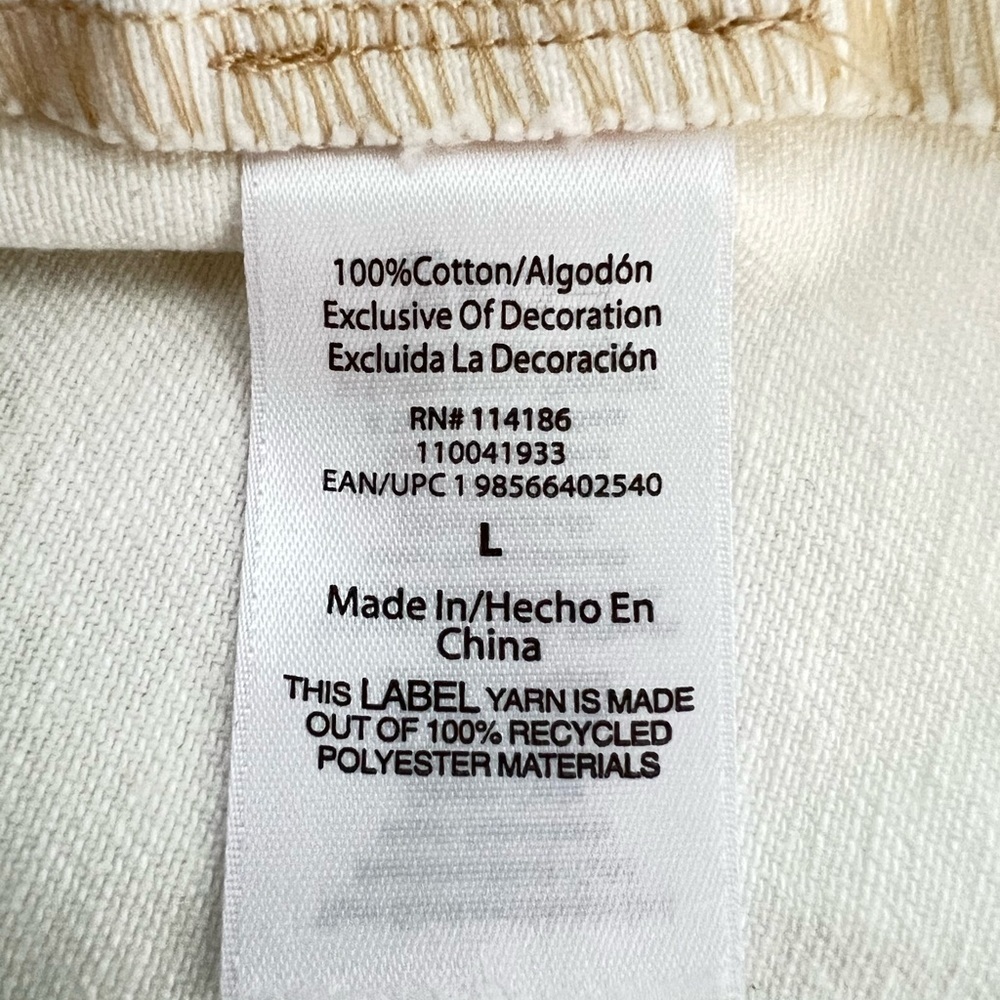 100%Cotton/Algodón
Exclusive Of Decoration
Excluida La Decoración
RN# 114186
110041933
EAN/UPC 1 98566402540
L
Made In/Hecho En
China
THIS LABEL YARN IS MADE
OUT OF 100% RECYCLED
POLYESTER MATERIALS